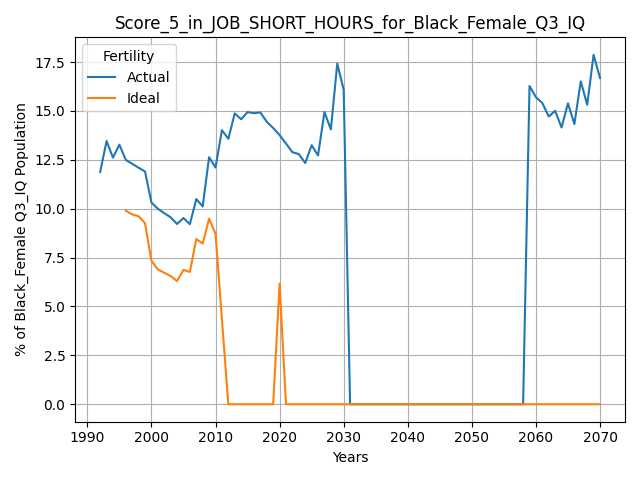 Score_5_in_JOB_SHORT_HOURS_for_Black_Female_Q3_IQ
Fertility
Actual
Ideal
% of Black_Female Q3_IQ Population
17.5
15.0
12.5
10.0
7.5
5.0
2.5
0.0
1990 2000 2010 2020 2030 2040 2050 2060 2070
Years